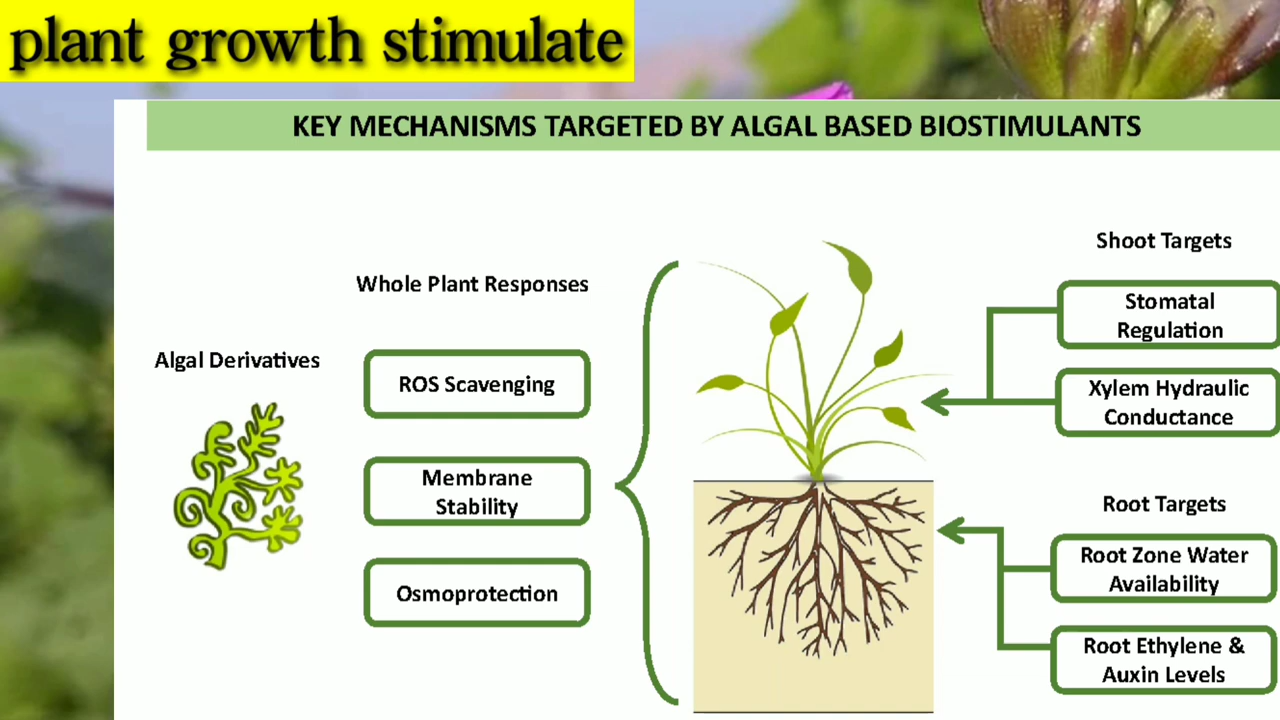 plant growth stimulate
KEY MECHANISMS TARGETED BY ALGAL BASED BIOSTIMULANTS
Algal Derivatives
Whole Plant Responses
ROS Scavenging
Membrane
Stability
Osmoprotection
Shoot Targets
Stomatal
Regulation
Xylem Hydraulic
Conductance
Root Targets
Root Zone Water
Availability
Root Ethylene &
Auxin Levels